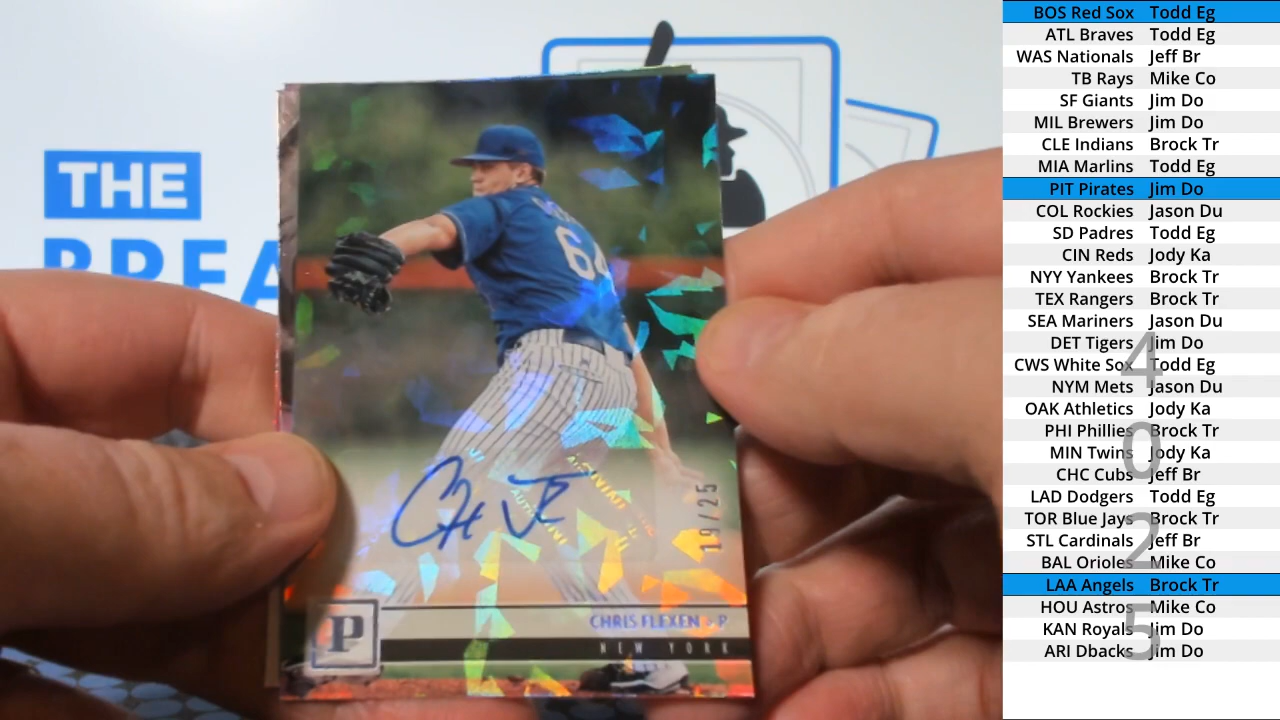 THE
BREA
64
19/25
CHRIS FLEXEN > P
NEW YORK
P
BOS Red Sox Todd Eg
ATL Braves Todd Eg
WAS Nationals Jeff Br
TB Rays Mike Co
SF Giants Jim Do
MIL Brewers Jim Do
CLE Indians Brock Tr
MIA Marlins Todd Eg
PIT Pirates Jim Do
COL Rockies Jason Du
SD Padres Todd Eg
CIN Reds Jody Ka
NYY Yankees Brock Tr
TEX Rangers Brock Tr
SEA Mariners Jason Du
DET Tigers Jim Do
CWS White Sox Todd Eg
NYM Mets Jason Du
OAK Athletics Jody Ka
PHI Phillies Brock Tr
MIN Twins Jody Ka
CHC Cubs Jeff Br
LAD Dodgers Todd Eg
TOR Blue Jays Brock Tr
STL Cardinals Jeff Br
BAL Orioles Mike Co
LAA Angels Brock Tr
HOU Astros Mike Co
KAN Royals Jim Do
ARI Dbacks Jim Do
4
0
2
5